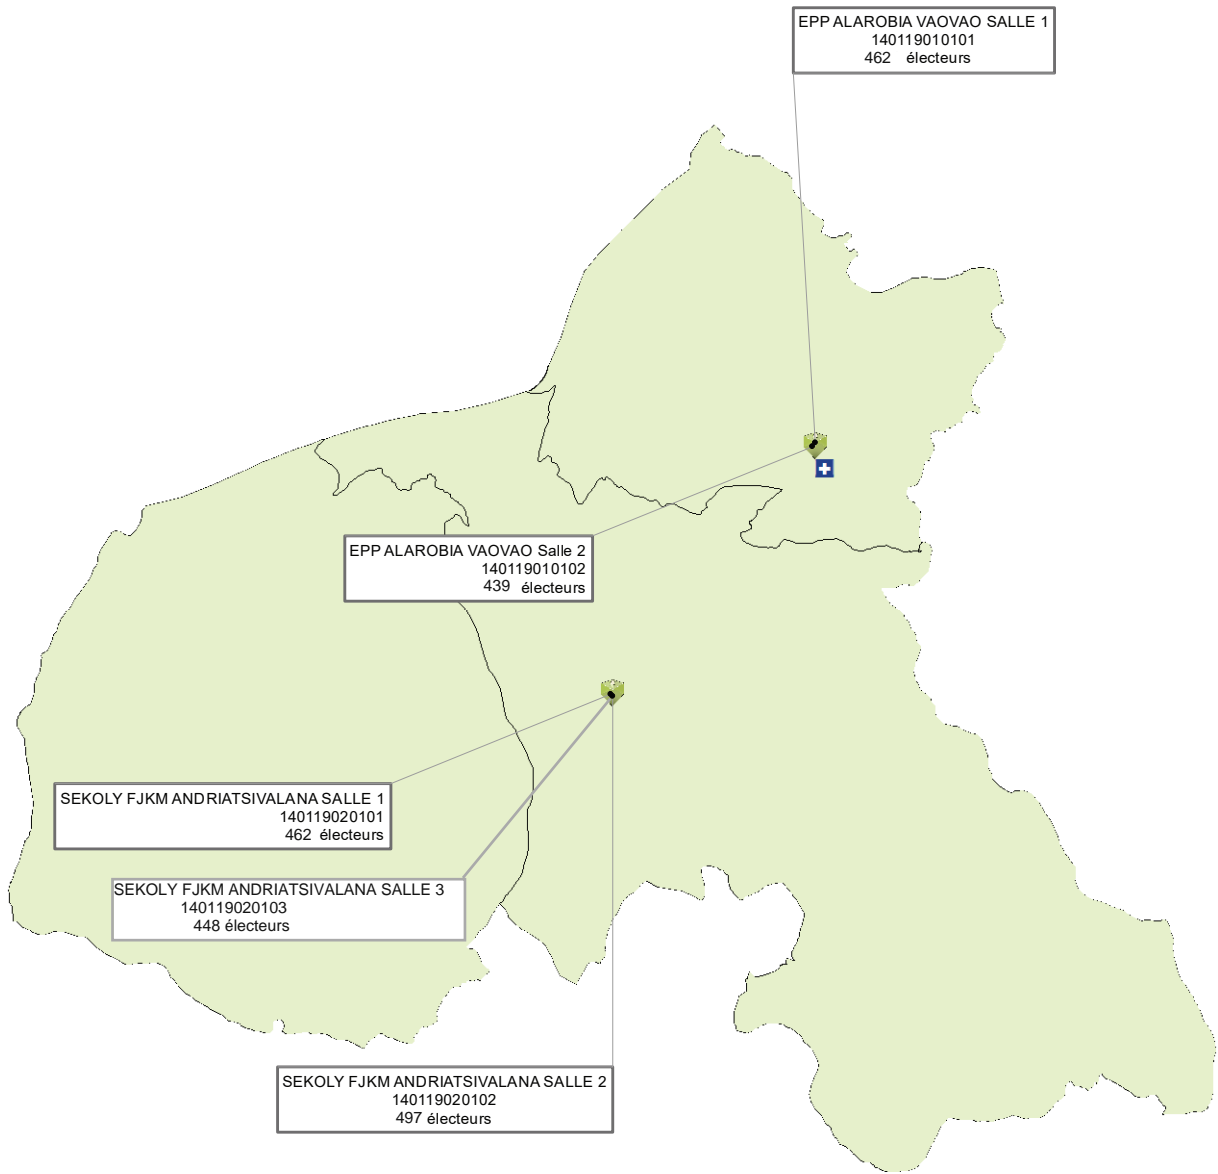 EPP ALAROBIA VAOVAO SALLE 1
140119010101
462 électeurs
EPP ALAROBIA VAOVAO Salle 2
140119010102
439 électeurs
SEKOLY FJKM ANDRIATSIVALANA SALLE 1
140119020101
462 électeurs
SEKOLY FJKM ANDRIATSIVALANA SALLE 3
140119020103
448 électeurs
SEKOLY FJKM ANDRIATSIVALANA SALLE 2
140119020102
497 électeurs